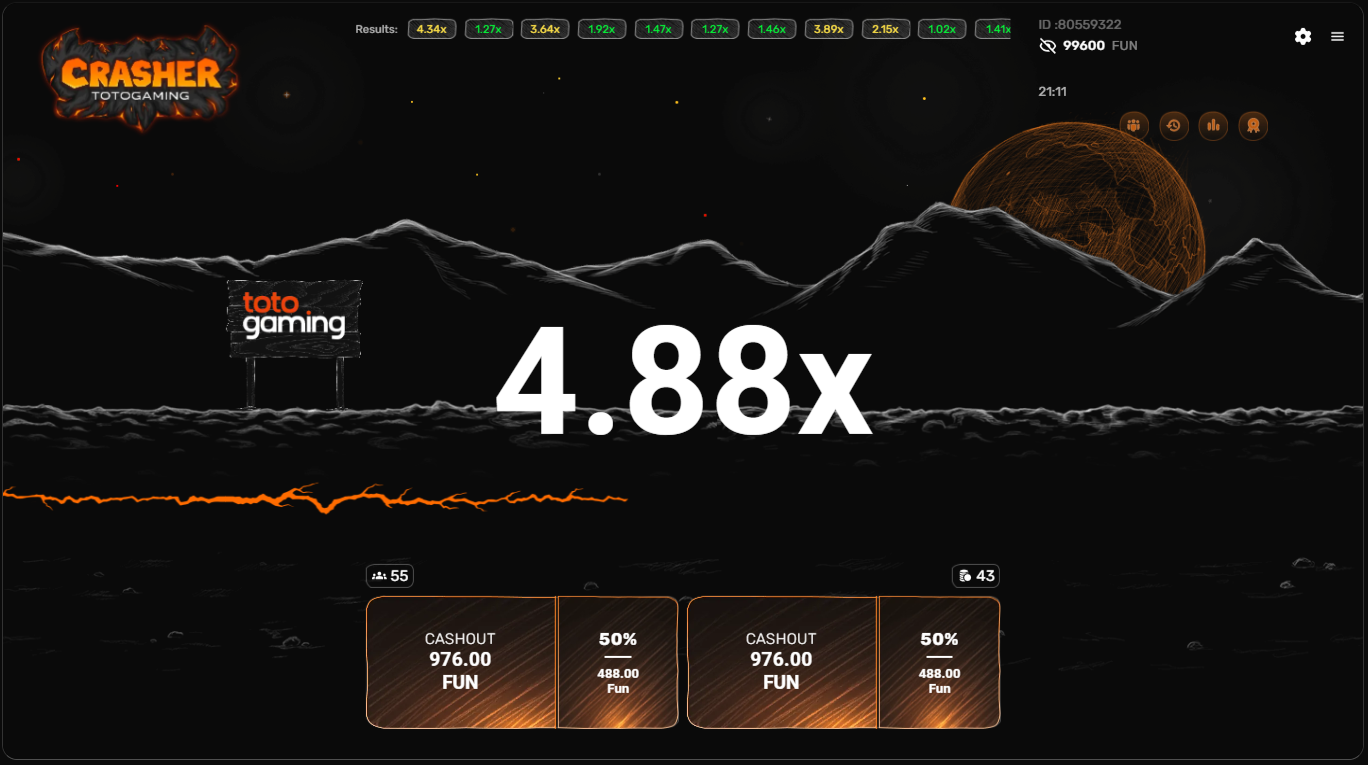 CRASHER
TOTOGAMING
Results: 4.34x 1.27x 3.64x 1.92x 1.47x 1.27x 1.46x 3.89x 2.15x 1.02x 1.41x
ID :80559322
99600 FUN
21:11
toto
gaming
4.88x
55
43
CASHOUT
976.00
FUN
50%
488.00
Fun
CASHOUT
976.00
FUN
50%
488.00
Fun